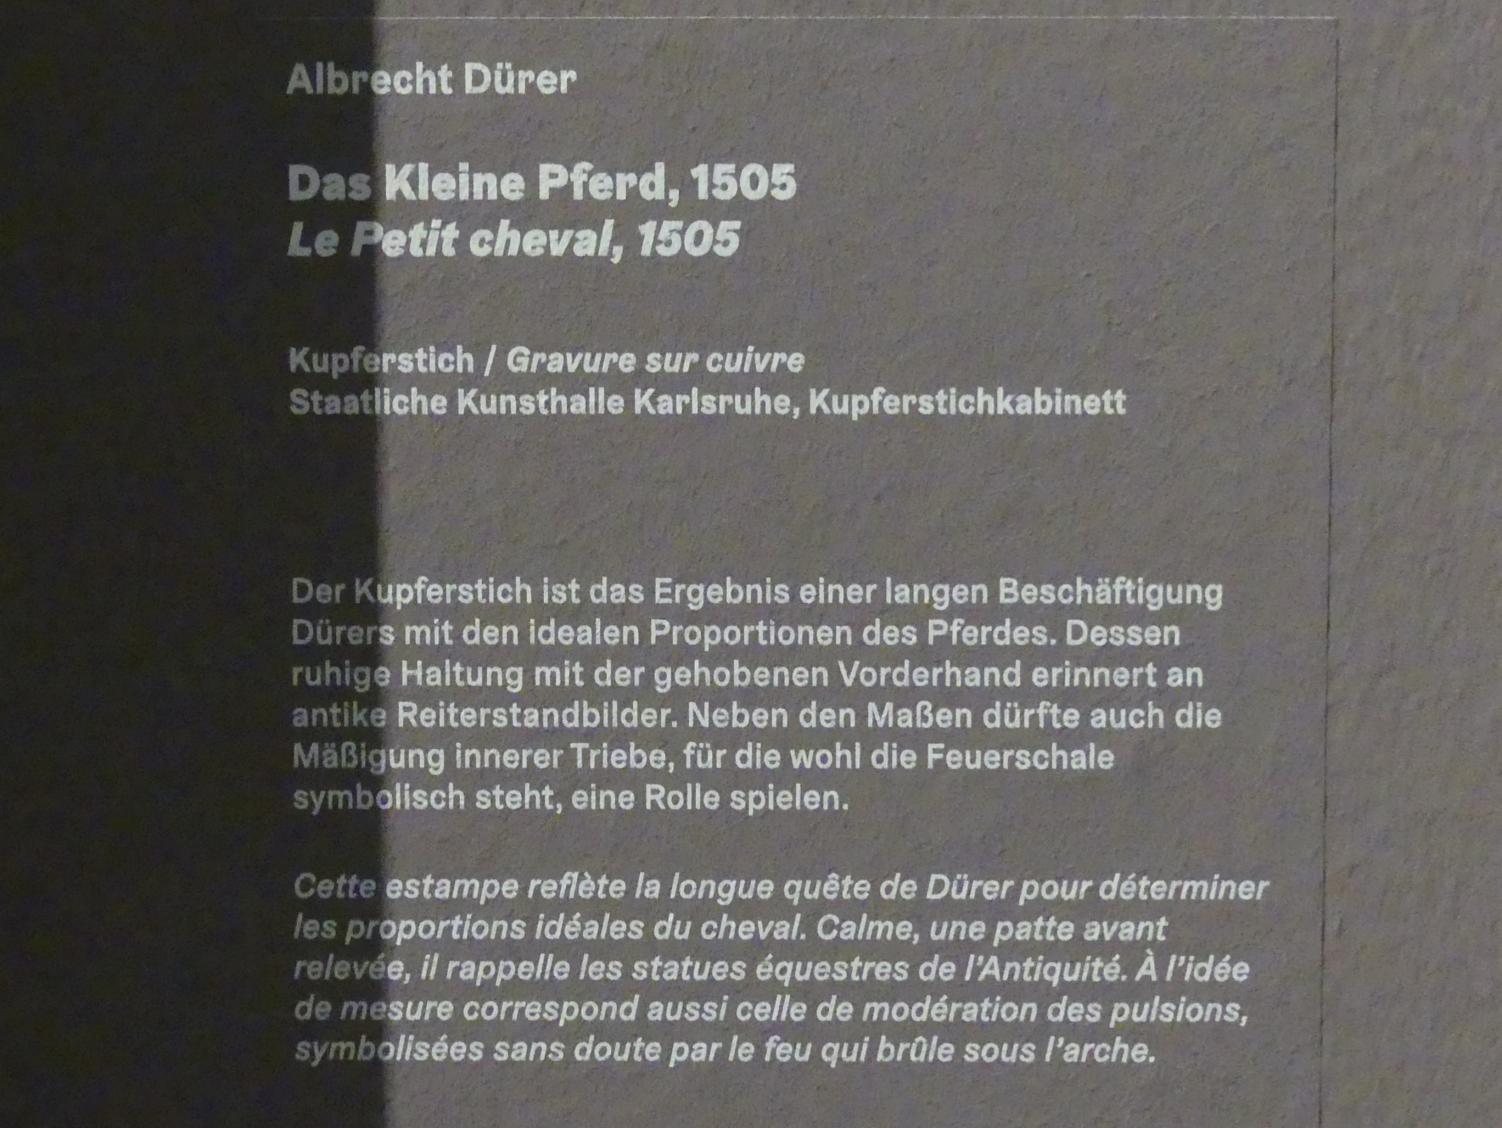 Albrecht Dürer
Das Kleine Pferd, 1505
Le Petit cheval, 1505
Kupferstich / Gravure sur cuivre
Staatliche Kunsthalle Karlsruhe, Kupferstichkabinett
Der Kupferstich ist das Ergebnis einer langen Beschäftigung
Dürers mit den idealen Proportionen des Pferdes. Dessen
ruhige Haltung mit der gehobenen Vorderhand erinnert an
antike Reiterstandbilder. Neben den Maßen dürfte auch die
Mäßigung innerer Triebe, für die wohl die Feuerschale
symbolisch steht, eine Rolle spielen.
Cette estampe reflète la longue quête de Dürer pour déterminer
les proportions idéales du cheval. Calme, une patte avant
relevée, il rappelle les statues équestres de l'Antiquité. À l'idée
de mesure correspond aussi celle de modération des pulsions,
symbolisées sans doute par le feu qui brûle sous l'arche.